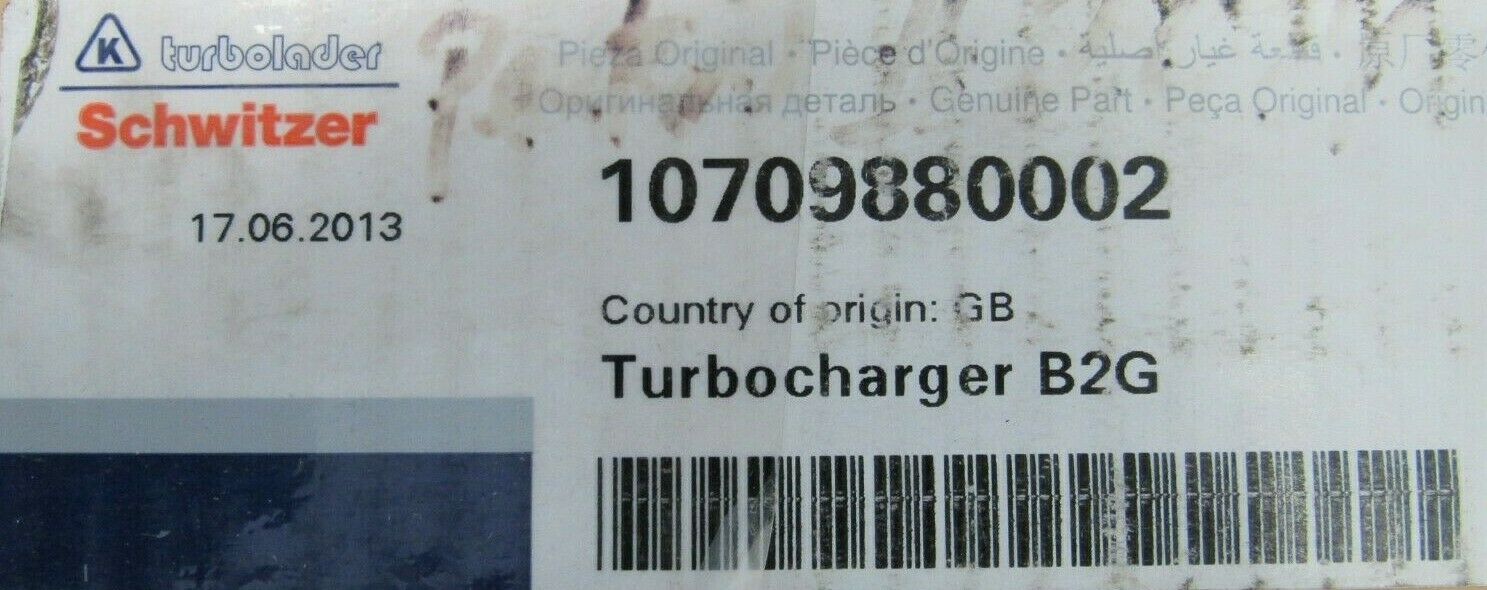 K turbolader
Schwitzer
17.06.2013
Pieza Original · Pièce d'Origine · قطعة غيار أصلية · 原厂零
Оригинальная деталь · Genuine Part · Peça Original · Origin
10709880002
Country of origin: GB
Turbocharger B2G